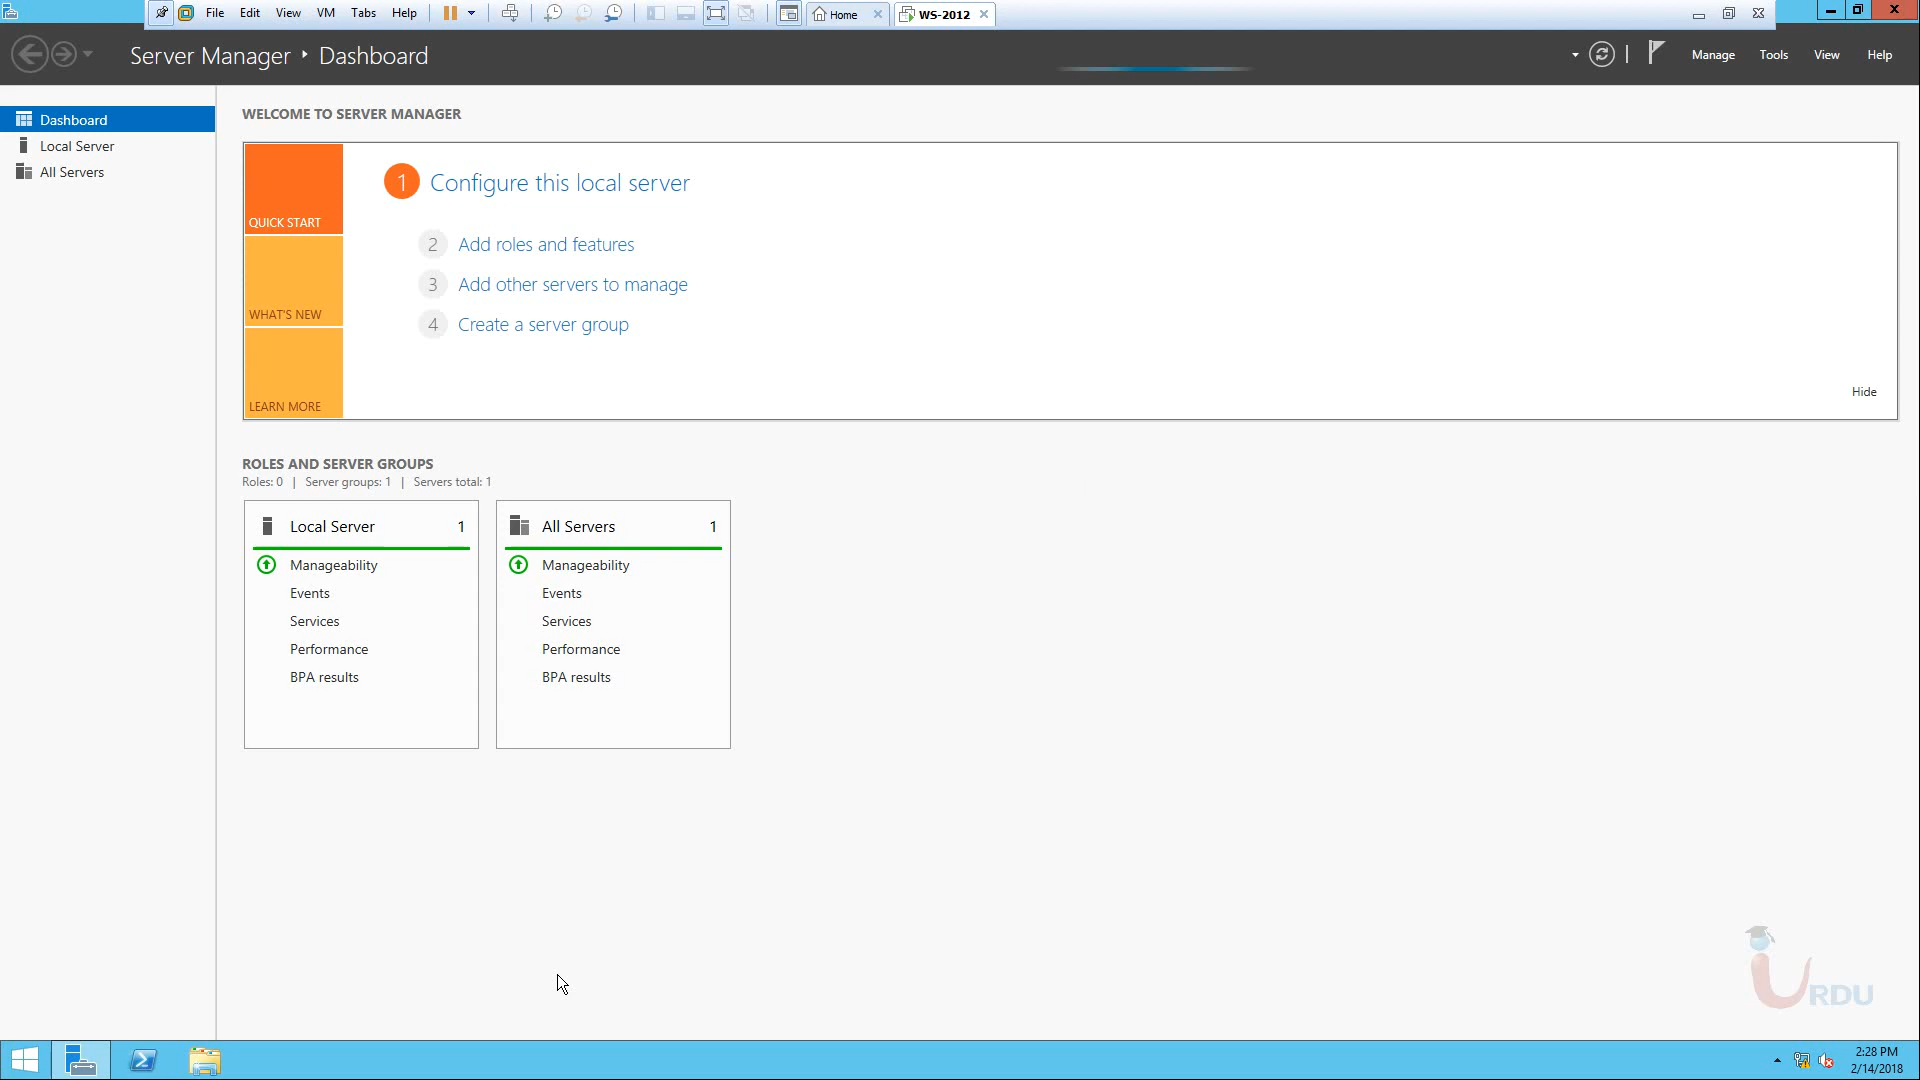 File Edit View VM Tabs Help Home WS-2012
Server Manager Dashboard Manage Tools View Help
Dashboard
Local Server
All Servers
WELCOME TO SERVER MANAGER
QUICK START
WHAT'S NEW
LEARN MORE
1 Configure this local server
2 Add roles and features
3 Add other servers to manage
4 Create a server group
Hide
ROLES AND SERVER GROUPS
Roles: 0 | Server groups: 1 | Servers total: 1
Local Server 1
Manageability
Events
Services
Performance
BPA results
All Servers 1
Manageability
Events
Services
Performance
BPA results
URDU
2:28 PM
2/14/2018